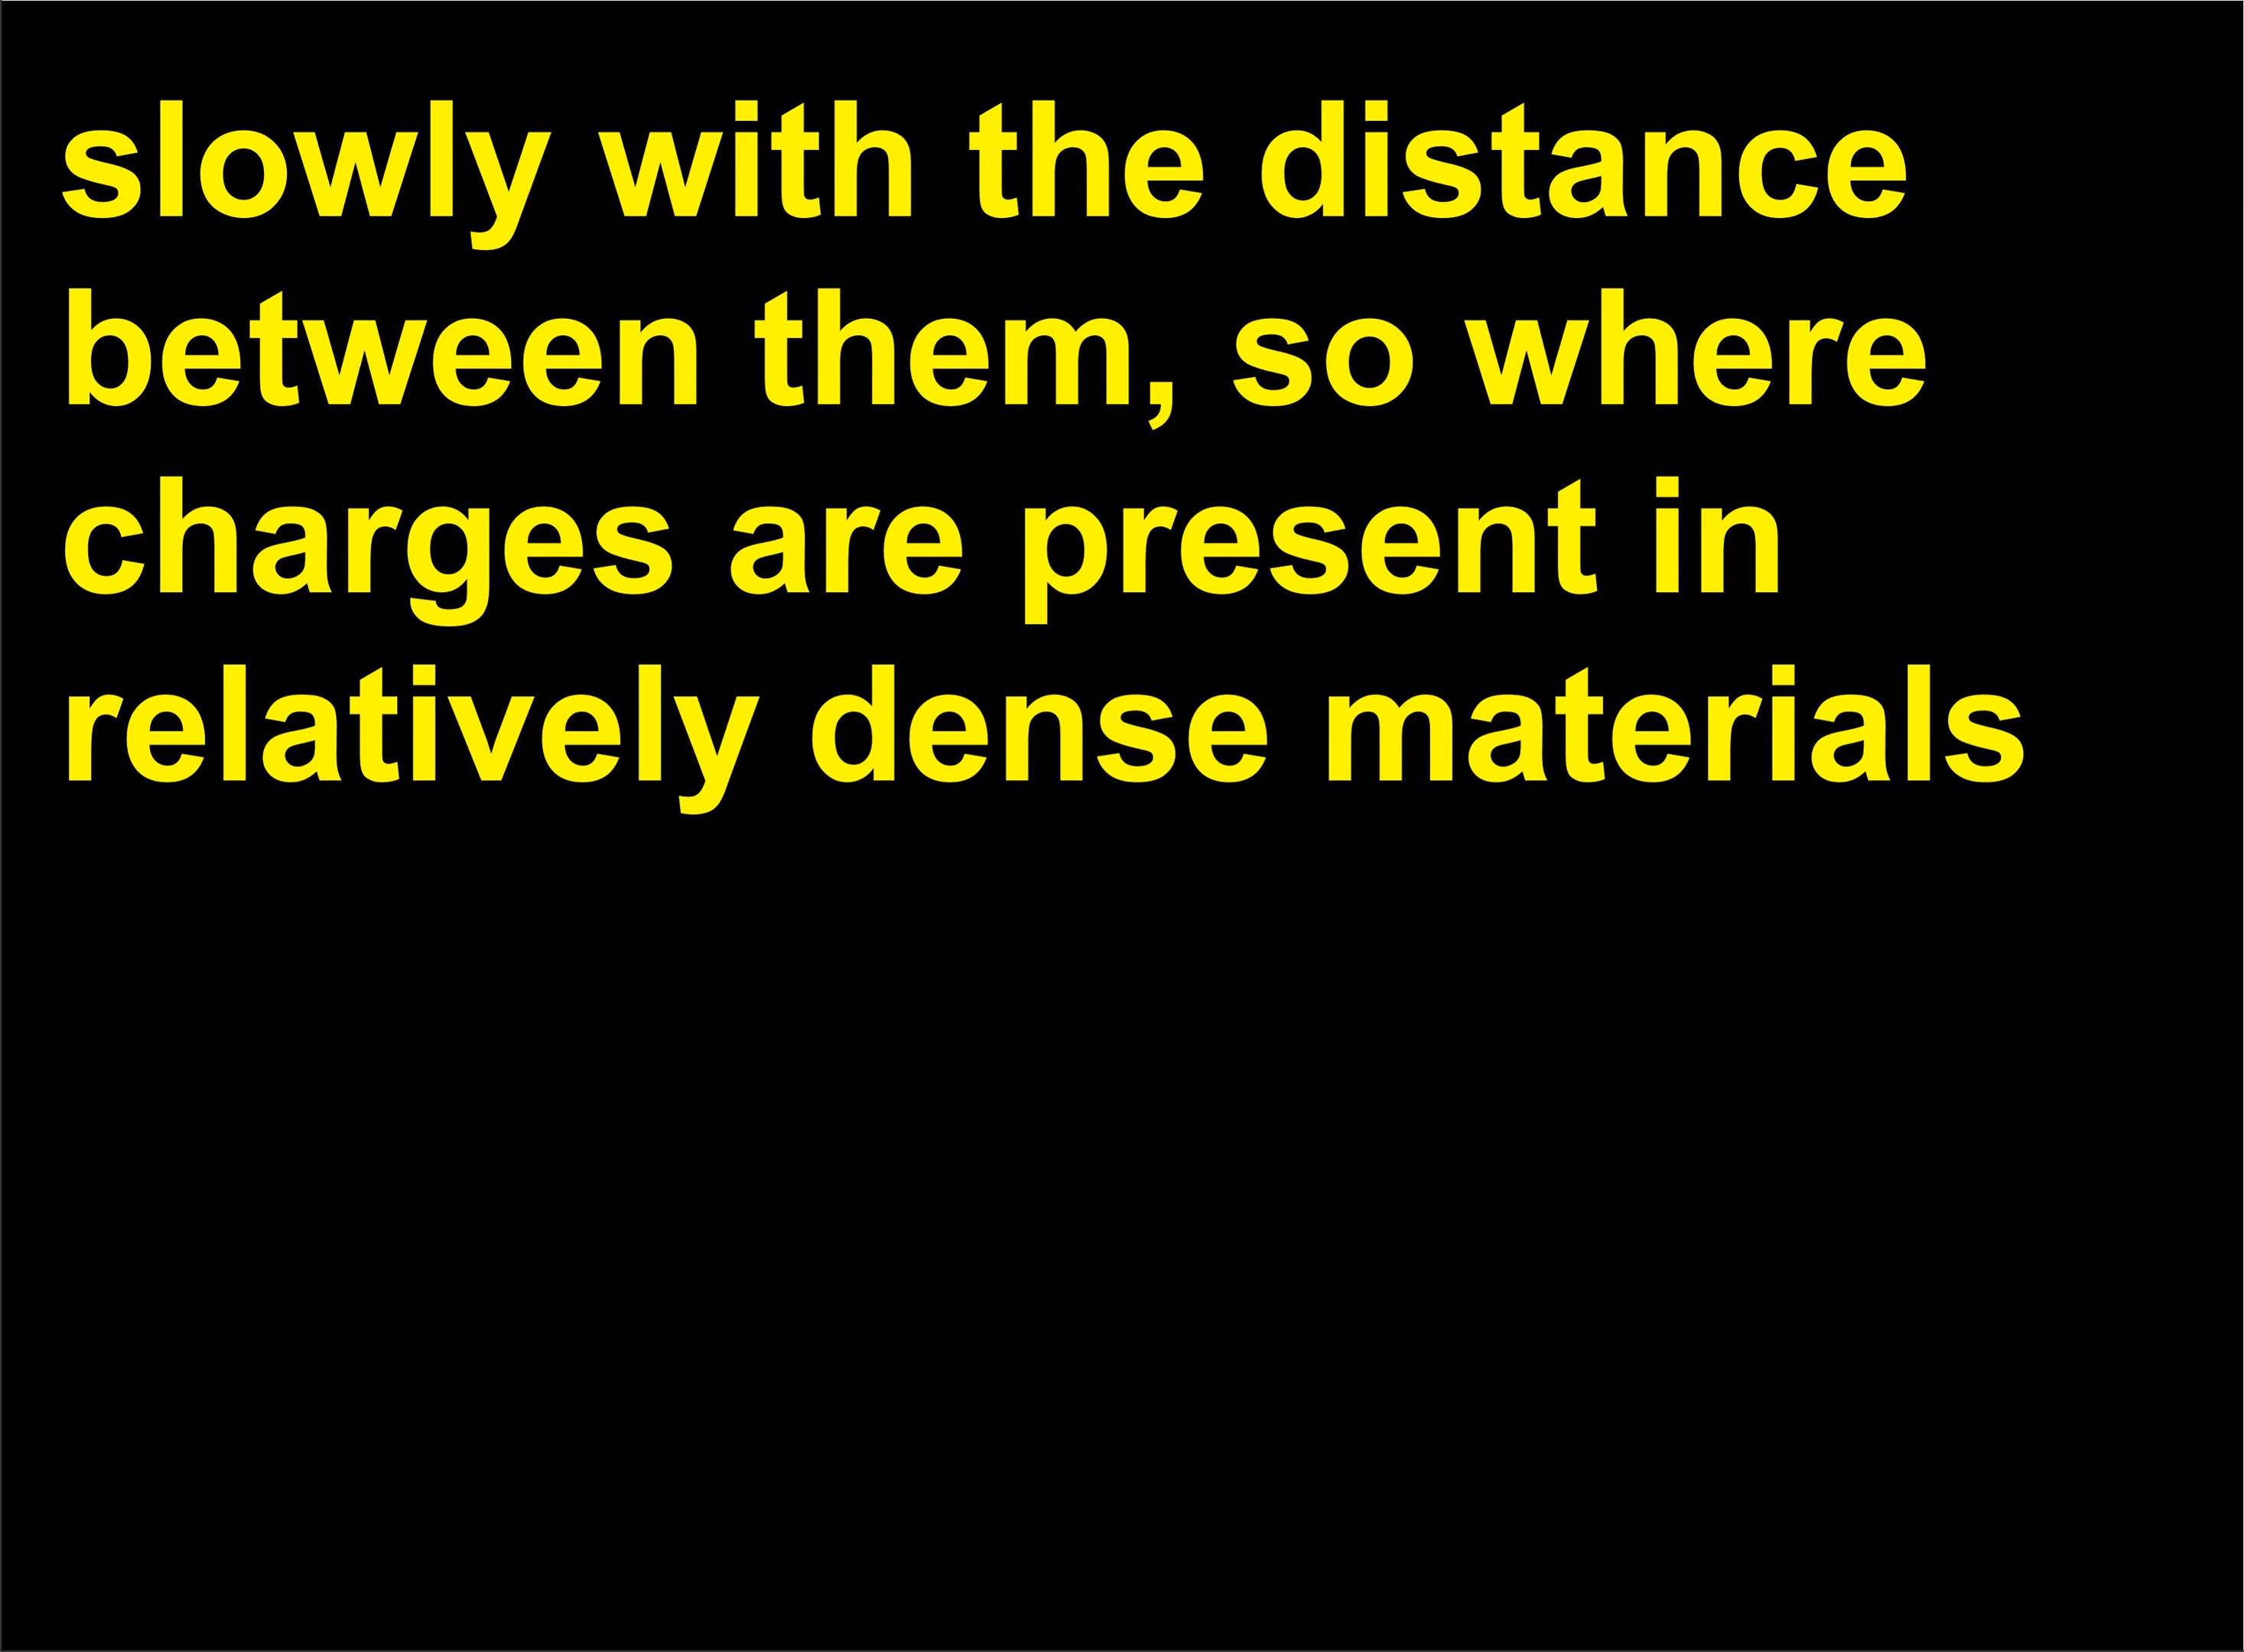 slowly with the distance
between them, so where
charges are present in
relatively dense materials